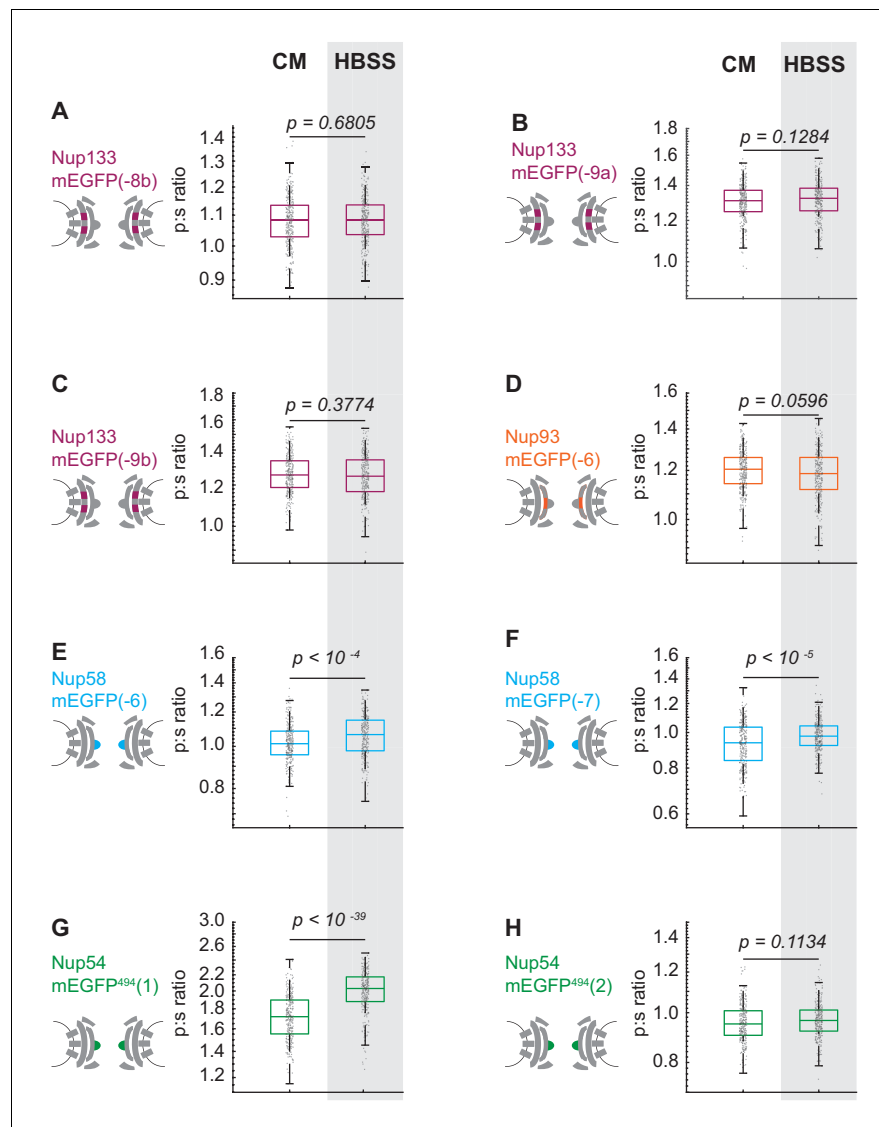 CM HBSS
CM HBSS
A
Nup133
mEGFP(-8b)
p:s ratio
p = 0.6805
1.4
1.3
1.2
1.1
1.0
0.9
B
Nup133
mEGFP(-9a)
p:s ratio
p = 0.1284
1.8
1.6
1.4
1.2
1.0
C
Nup133
mEGFP(-9b)
p:s ratio
p = 0.3774
1.8
1.6
1.4
1.2
1.0
D
Nup93
mEGFP(-6)
p:s ratio
p = 0.0596
1.6
1.4
1.2
1.0
E
Nup58
mEGFP(-6)
p:s ratio
p < 10⁻⁴
1.6
1.4
1.2
1.0
0.8
F
Nup58
mEGFP(-7)
p:s ratio
p < 10⁻⁵
1.6
1.4
1.2
1.0
0.8
0.6
G
Nup54
mEGFP⁴⁹⁴(1)
p:s ratio
p < 10⁻³⁹
3.0
2.6
2.2
2.0
1.8
1.6
1.4
1.2
H
Nup54
mEGFP⁴⁹⁴(2)
p:s ratio
p = 0.1134
1.4
1.2
1.0
0.8